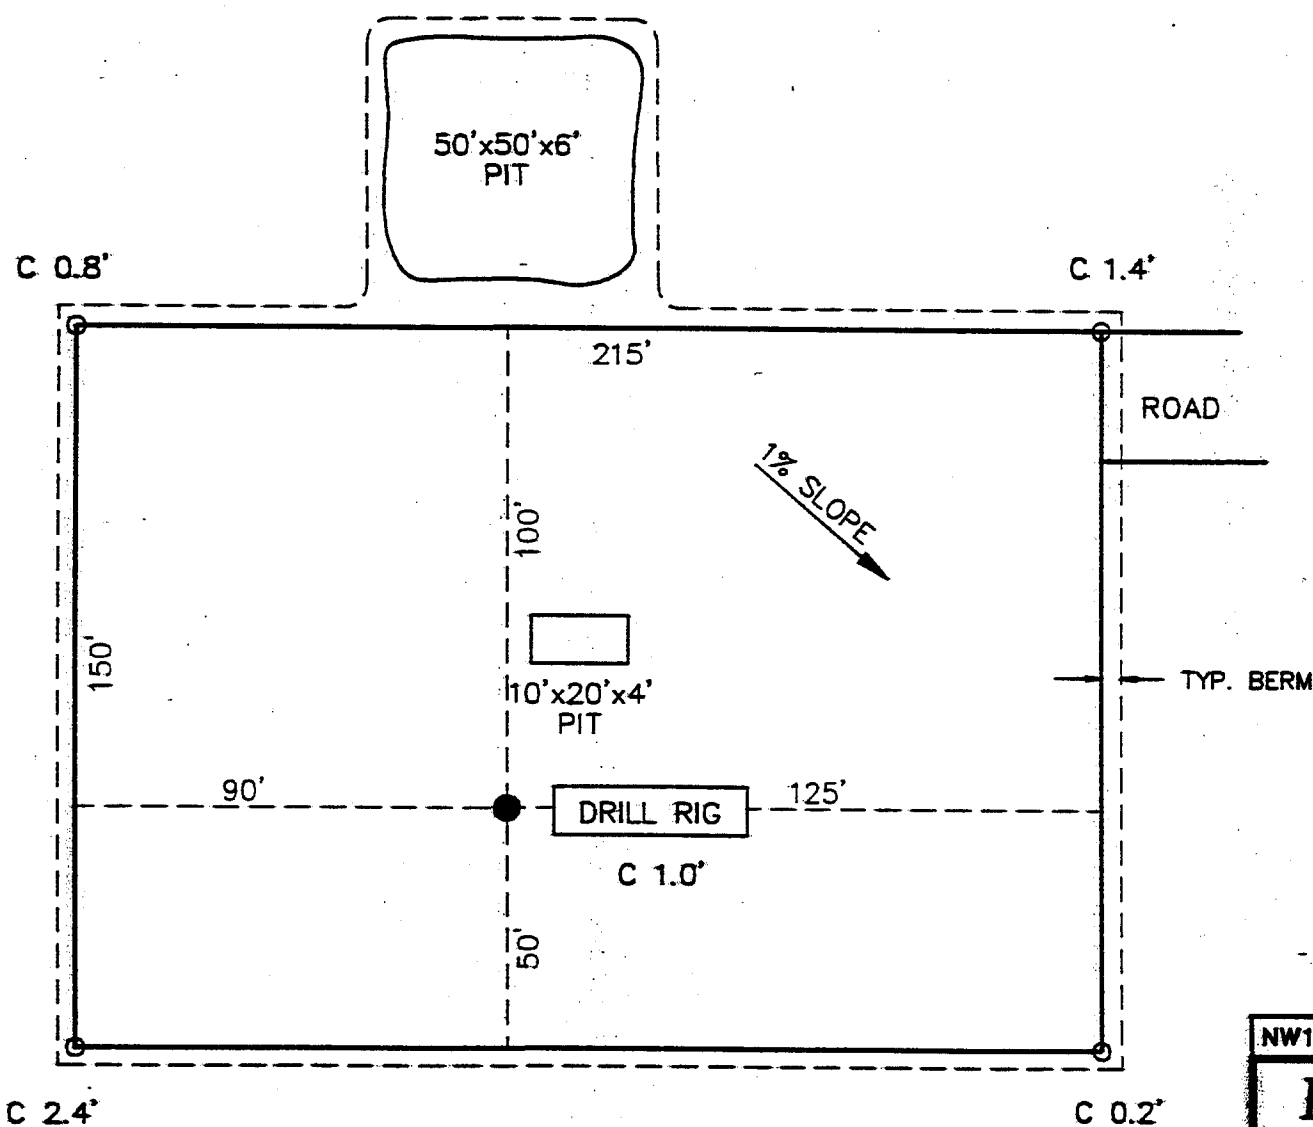 50'x50'x6'
PIT
C 0.8'
C 1.4'
215'
ROAD
1% SLOPE
100'
150'
10'x20'x4'
PIT
TYP. BERM
90'
DRILL RIG
125'
C 1.0'
50'
NW1
C 2.4'
C 0.2'